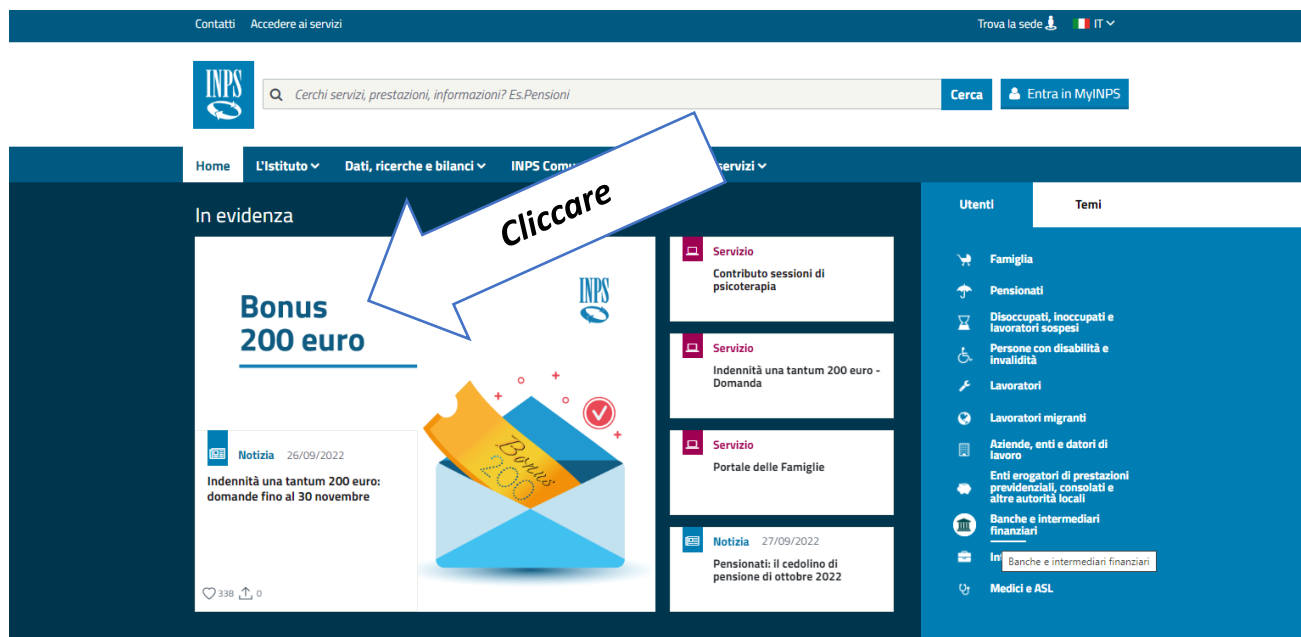 Contatti Accedere ai servizi
Trova la sede IT
INPS
Cerchi servizi, prestazioni, informazioni? Es.Pensioni
Cerca
Entra in MyINPS
Home L'Istituto Dati, ricerche e bilanci INPS servizi
Cliccare
In evidenza
Bonus
200 euro
INPS
Bonus
200
Notizia 26/09/2022
Indennità una tantum 200 euro:
domande fino al 30 novembre
338 0
Servizio
Contributo sessioni di
psicoterapia
Servizio
Indennità una tantum 200 euro -
Domanda
Servizio
Portale delle Famiglie
Notizia 27/09/2022
Pensionati: il cedolino di
pensione di ottobre 2022
Utenti Temi
Famiglia
Pensionati
Disoccupati, inoccupati e
lavoratori sospesi
Persone con disabilità e
invalidità
Lavoratori
Lavoratori migranti
Aziende, enti e datori di
lavoro
Enti erogatori di prestazioni
previdenziali, consolati e
altre autorità locali
Banche e intermediari
finanziari
Banche e intermediari finanziari
Medici e ASL